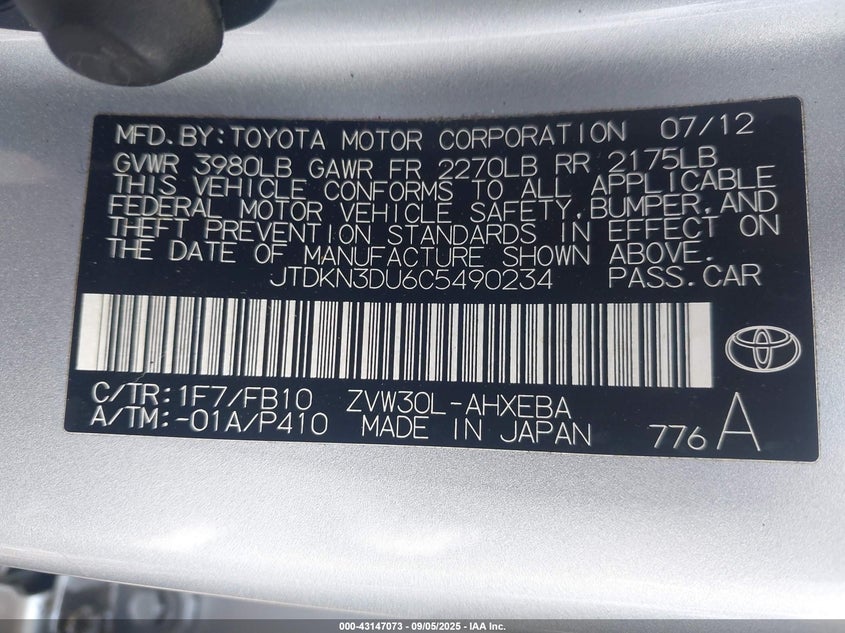 MFD.BY:TOYOTA MOTOR CORPORATION 07/12
GVWR 3980LB GAWR FR 2270LB RR 2175LB
THIS VEHICLE CONFORMS TO ALL APPLICABLE
FEDERAL MOTOR VEHICLE SAFETY,BUMPER,AND
THEFT PREVENTION STANDARDS IN EFFECT ON
THE DATE OF MANUFACTURE SHOWN ABOVE.
JTDKN3DU6C5490234 PASS.CAR
C/TR:1F7/FB10 ZVW30L-AHXEBA
A/TM:-01A/P410 MADE IN JAPAN 776A
000-43147073 - 09/05/2025 - IAA Inc.